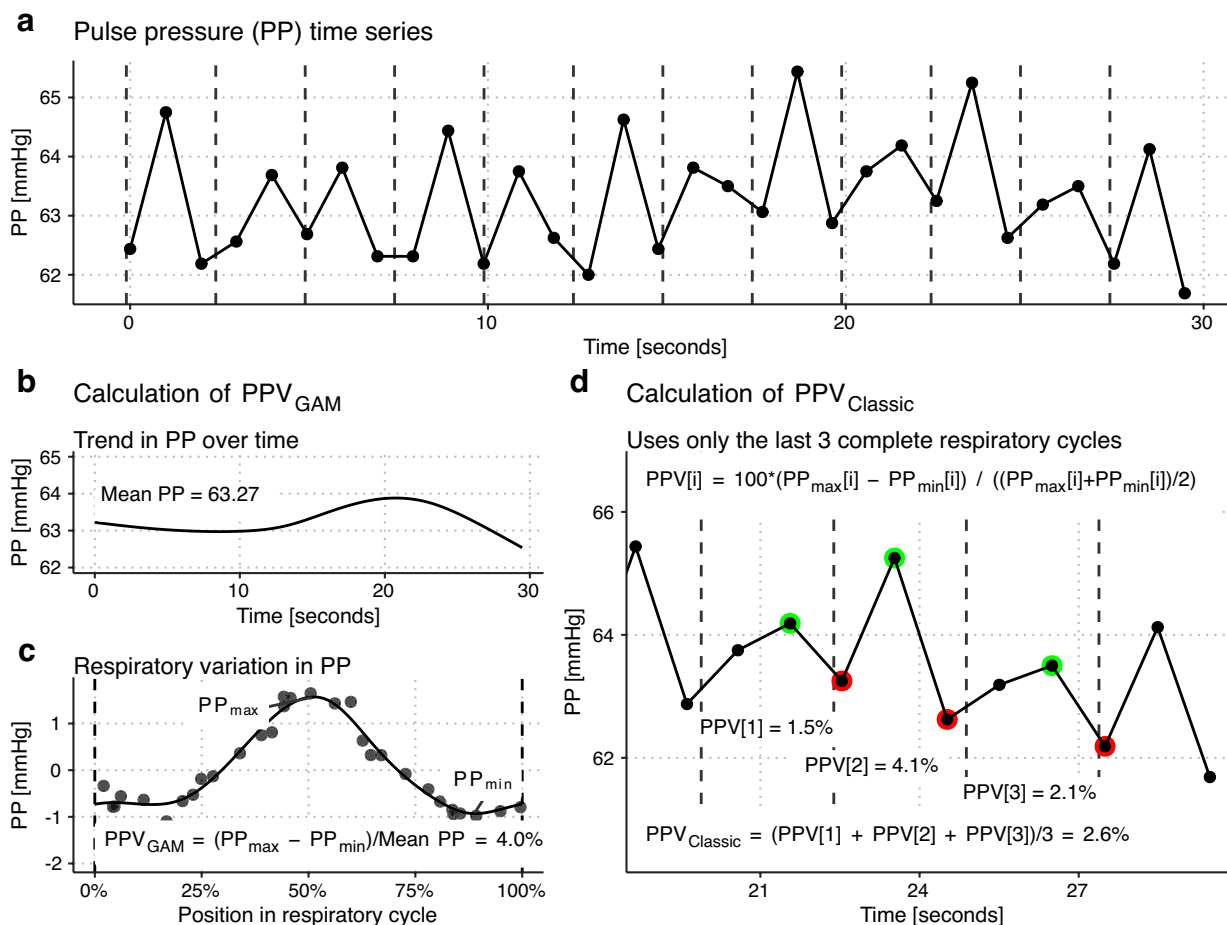 a
Pulse pressure (PP) time series
PP [mmHg]
65
64
63
62
0
10
20
30
Time [seconds]
b
Calculation of PPV_GAM
Trend in PP over time
PP [mmHg]
65
64
63
62
Mean PP = 63.27
0
10
20
30
Time [seconds]
c
Respiratory variation in PP
PP [mmHg]
1
0
-1
-2
PP_max
PP_min
PPV_GAM = (PP_max − PP_min)/Mean PP = 4.0%
0%
25%
50%
75%
100%
Position in respiratory cycle
d
Calculation of PPV_Classic
Uses only the last 3 complete respiratory cycles
PPV[i] = 100*(PP_max[i] − PP_min[i]) / ((PP_max[i]+PP_min[i])/2)
PP [mmHg]
66
64
62
PPV[1] = 1.5%
PPV[2] = 4.1%
PPV[3] = 2.1%
PPV_Classic = (PPV[1] + PPV[2] + PPV[3])/3 = 2.6%
21
24
27
Time [seconds]